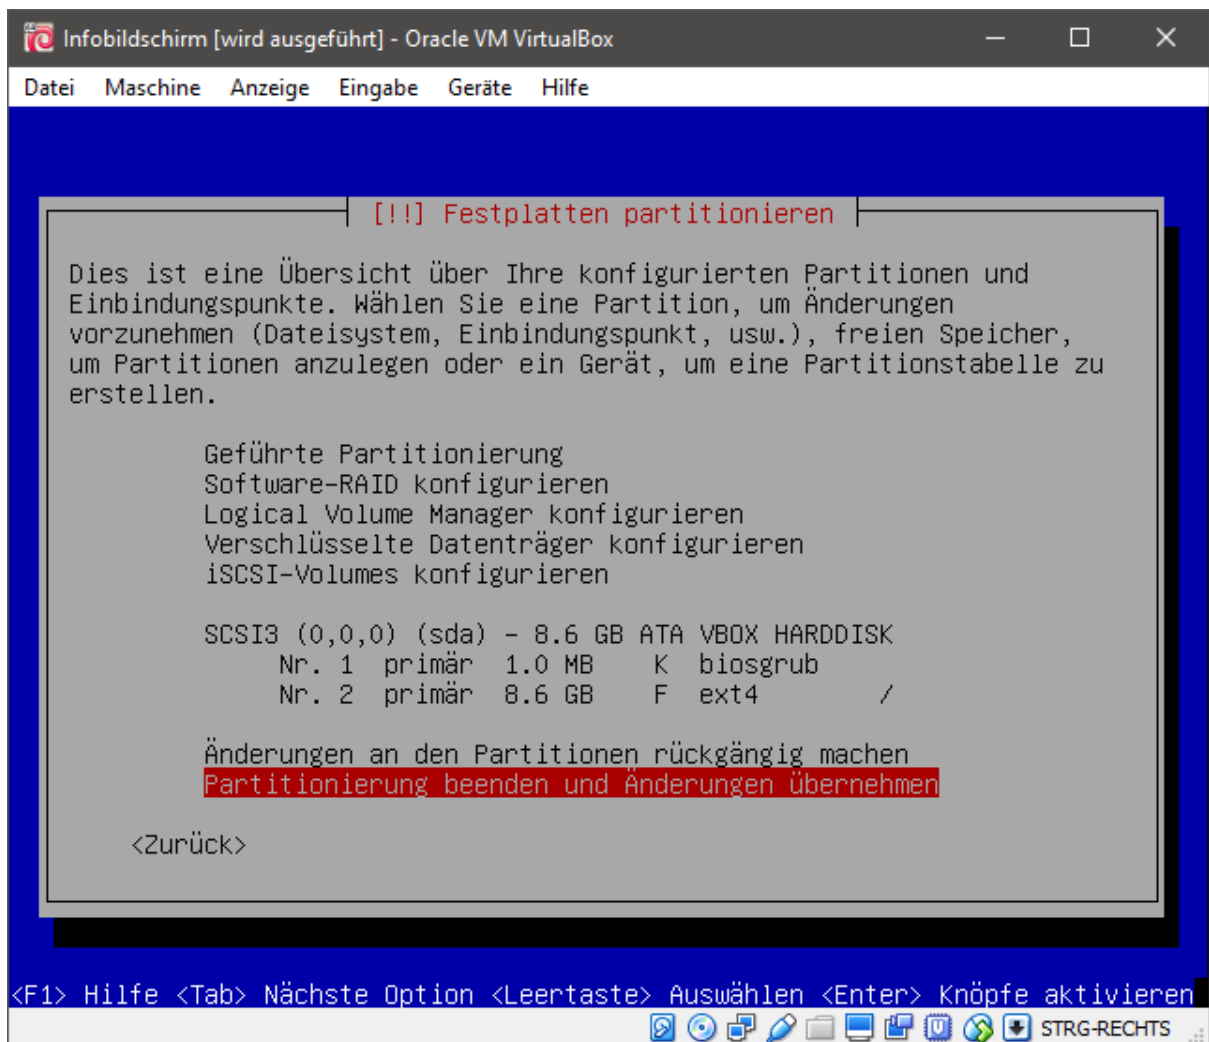 Infobildschirm [wird ausgeführt] - Oracle VM VirtualBox
Datei Maschine Anzeige Eingabe Geräte Hilfe
[!!] Festplatten partitionieren
Dies ist eine Übersicht über Ihre konfigurierten Partitionen und
Einbindungspunkte. Wählen Sie eine Partition, um Änderungen
vorzunehmen (Dateisystem, Einbindungspunkt, usw.), freien Speicher,
um Partitionen anzulegen oder ein Gerät, um eine Partitionstabelle zu
erstellen.
Geführte Partitionierung
Software-RAID konfigurieren
Logical Volume Manager konfigurieren
Verschlüsselte Datenträger konfigurieren
iSCSI-Volumes konfigurieren
SCSI3 (0,0,0) (sda) - 8.6 GB ATA VBOX HARDDISK
Nr. 1 primär 1.0 MB K biosgrub
Nr. 2 primär 8.6 GB F ext4 /
Änderungen an den Partitionen rückgängig machen
Partitionierung beenden und Änderungen übernehmen
<Zurück>
<F1> Hilfe <Tab> Nächste Option <Leertaste> Auswählen <Enter> Knöpfe aktivieren
STRG-RECHTS